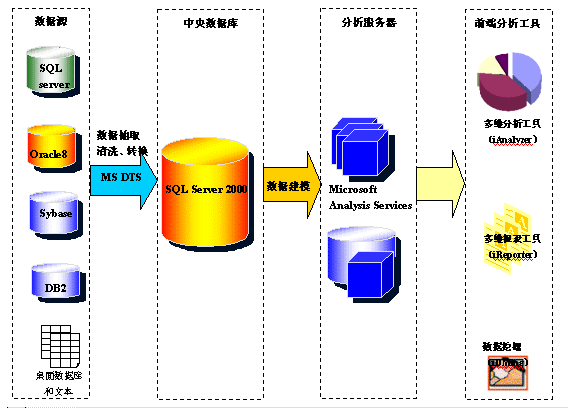 数据源
SQL
server
Oracle8
Sybase
DB2
桌面数据库
和文本
数据抽取
清洗、转换
MS DTS
中央数据库
SQL Server 2000
数据建模
分析服务器
Microsoft
Analysis Services
前端分析工具
多维分析工具
(iAnalyzer)
多维报表工具
(iReporter)
数据挖掘